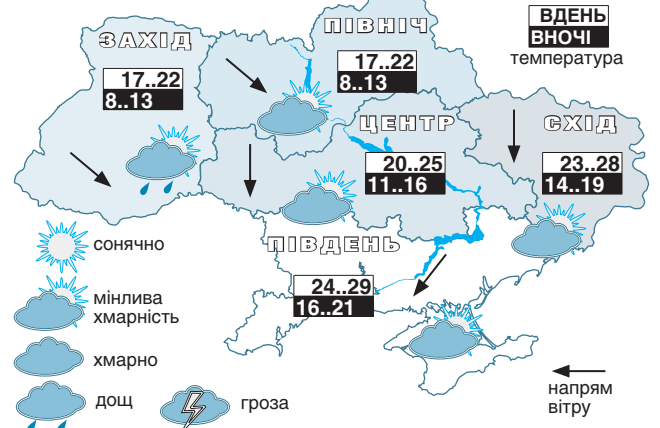 ПІВНІЧ
ЗАХІД
ВДЕНЬ
ВНОЧІ
температура
17..22
8..13
17..22
8..13
ЦЕНТР
СХІД
20..25
11..16
23..28
14..19
ПІВДЕНЬ
24..29
16..21
сонячно
мінлива
хмарність
хмарно
дощ
гроза
напрям
вітру